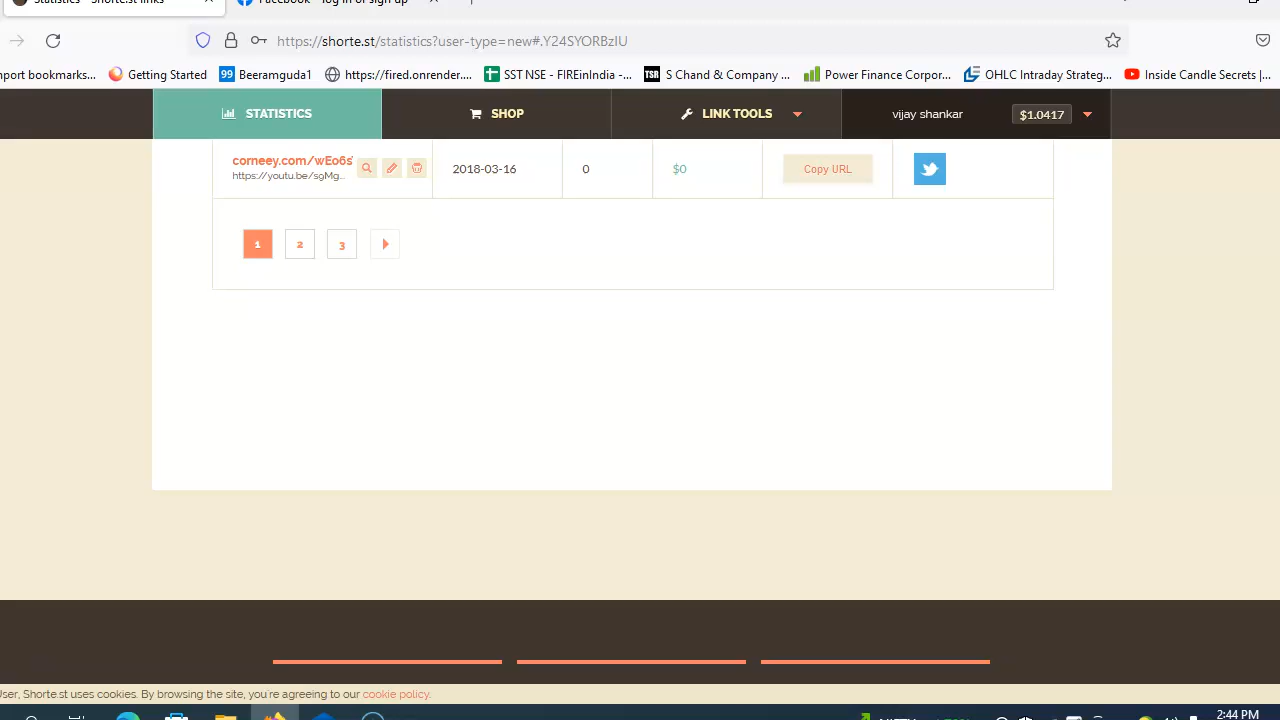 Statistics - Shorte.st links
Facebook - log in or sign up
https://shorte.st/statistics?user-type=new#.Y24SYORBzIU
nport bookmarks...
Getting Started
99 Beeramguda1
https://fired.onrender....
SST NSE - FIREinIndia -...
TSR S Chand & Company ...
Power Finance Corpor...
OHLC Intraday Strateg...
Inside Candle Secrets |...
STATISTICS
SHOP
LINK TOOLS
vijay shankar
$1.0417
corneey.com/wEo6s
https://youtu.be/s9Mg...
2018-03-16
0
$0
Copy URL
1
2
3
User, Shorte.st uses cookies. By browsing the site, you're agreeing to our cookie policy.
2:44 PM